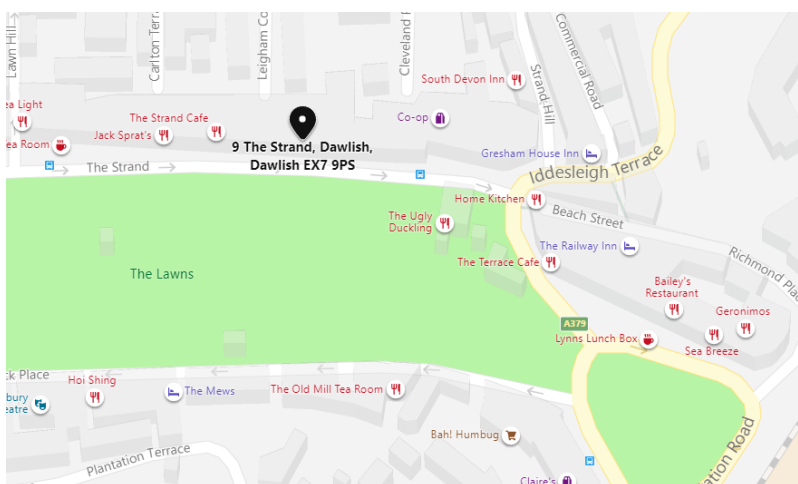 Lawn Hill
Carlton Terr
Leigham Co
Cleveland R
Commercial Road
South Devon Inn
Strand Hill
ea Light
The Strand Cafe
Co-op
Jack Sprat's
ea Room
9 The Strand, Dawlish,
Dawlish EX7 9PS
Gresham House Inn
The Strand
Iddesleigh Terrace
Home Kitchen
The Ugly
Duckling
Beach Street
The Railway Inn
The Terrace Cafe
Richmond Pla
The Lawns
Bailey's
Restaurant
Geronimos
A379
Lynns Lunch Box
Sea Breeze
ck Place
Hoi Shing
The Mews
The Old Mill Tea Room
bury
eatre
Bah! Humbug
Plantation Terrace
ation Road
Claire's